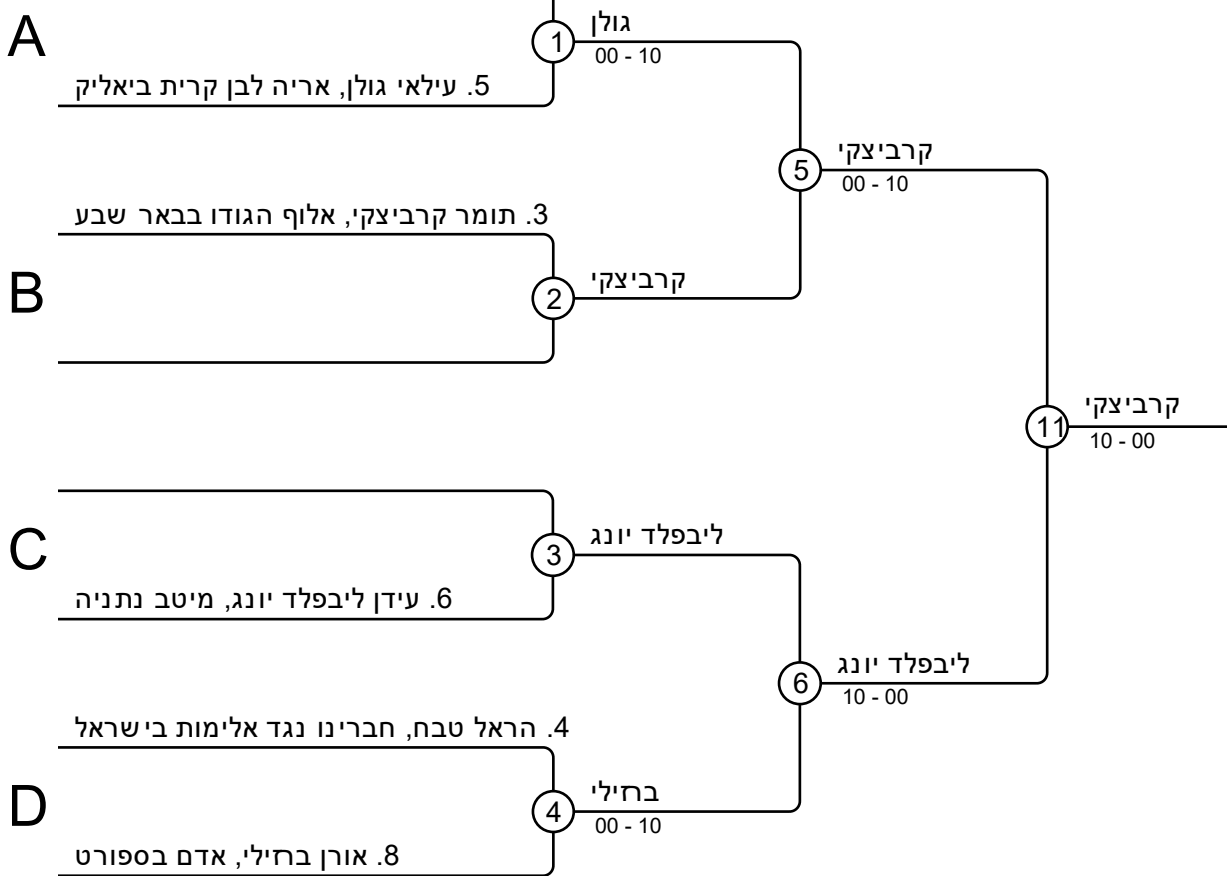 A
1
גולן
00 - 10
5. עילאי גולן, אריה לבן קרית ביאליק
5
קרביצקי
00 - 10
3. תומר קרביצקי, אלוף הגודו בבאר שבע
B
2
קרביצקי
11
קרביצקי
10 - 00
C
3
ליבפלד יונג
6. עידן ליבפלד יונג, מיטב נתניה
6
ליבפלד יונג
10 - 00
4. הראל טבח, חברינו נגד אלימות בישראל
D
4
ברזילי
00 - 10
8. אורן ברזילי, אדם בספורט